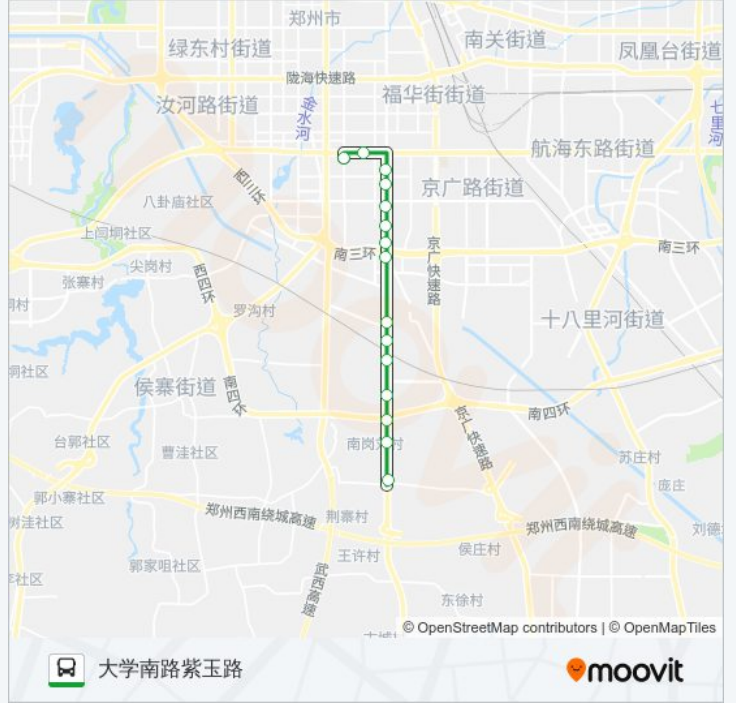 郑州市
南关街道
绿东村街道
凤凰台街道
陇海快速路
福华街街道
汝河路街道
金水河
七里河
航海东路街道
西三环
京广路街道
八卦庙社区
上闫垌社区
南三环
京广快速路
南三环
尖岗村
西四环
张寨村
罗沟村
十八里河街道
侯寨街道
南四环
京广快速路
南四环
台郭社区
曹洼社区
苏庄村
庞庄
郭小寨社区
郑州西南绕城高速
荆寨村
郑州西南绕城高速
侯庄村
王许村
郭家咀社区
武西高速
东徐村
© OpenStreetMap contributors | © OpenMapTiles
大学南路紫玉路
moovit